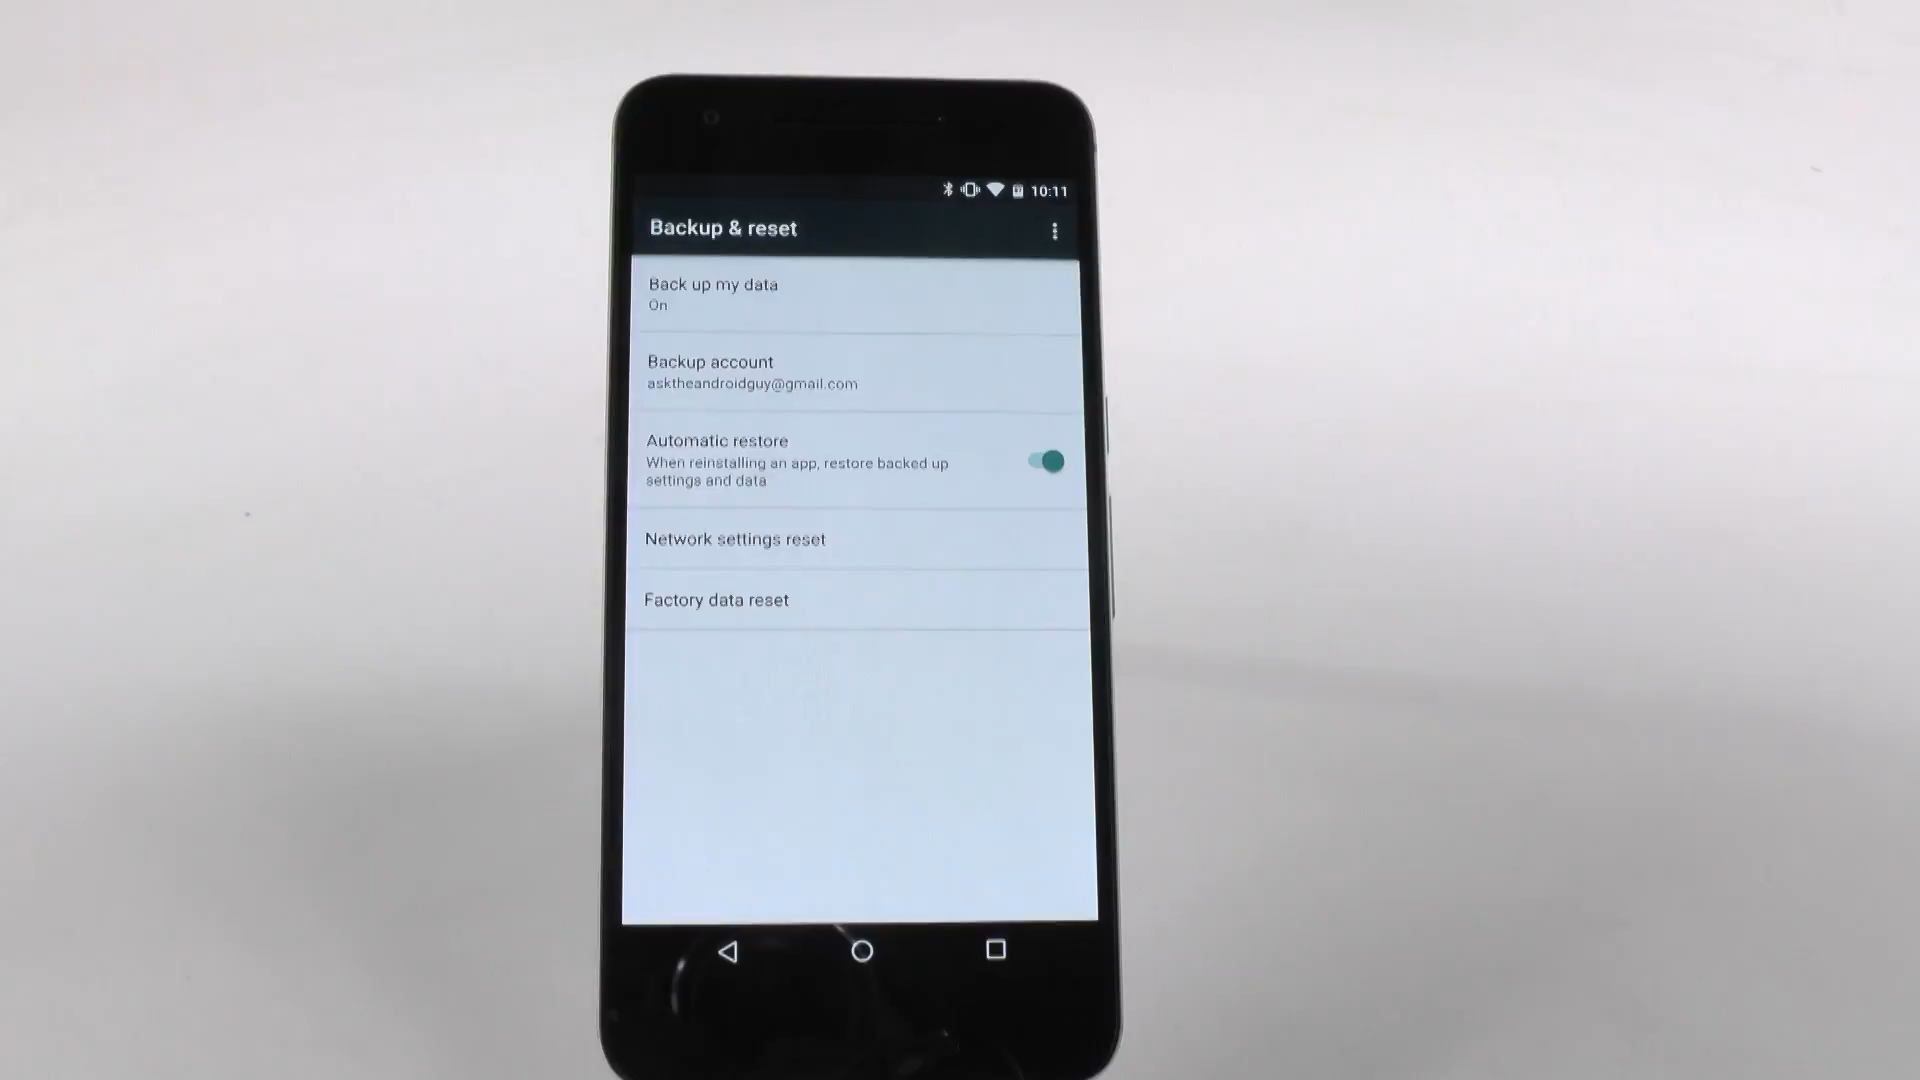 10:11
Backup & reset
Back up my data
On
Backup account
asktheandroidguy@gmail.com
Automatic restore
When reinstalling an app, restore backed up
settings and data
Network settings reset
Factory data reset